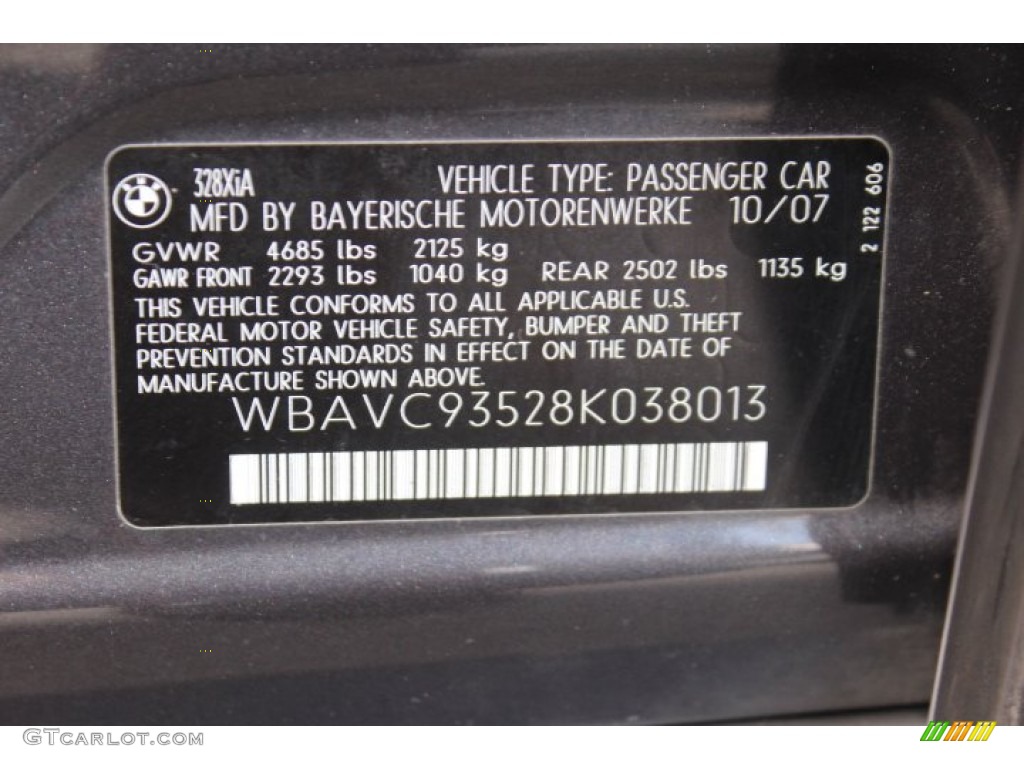 328XiA VEHICLE TYPE: PASSENGER CAR
MFD BY BAYERISCHE MOTORENWERKE 10/07
GVWR 4685 lbs 2125 kg
GAWR FRONT 2293 lbs 1040 kg REAR 2502 lbs 1135 kg
THIS VEHICLE CONFORMS TO ALL APPLICABLE U.S.
FEDERAL MOTOR VEHICLE SAFETY, BUMPER AND THEFT
PREVENTION STANDARDS IN EFFECT ON THE DATE OF
MANUFACTURE SHOWN ABOVE.
WBAVC93528K038013
2 122 606
GTcarlot.com